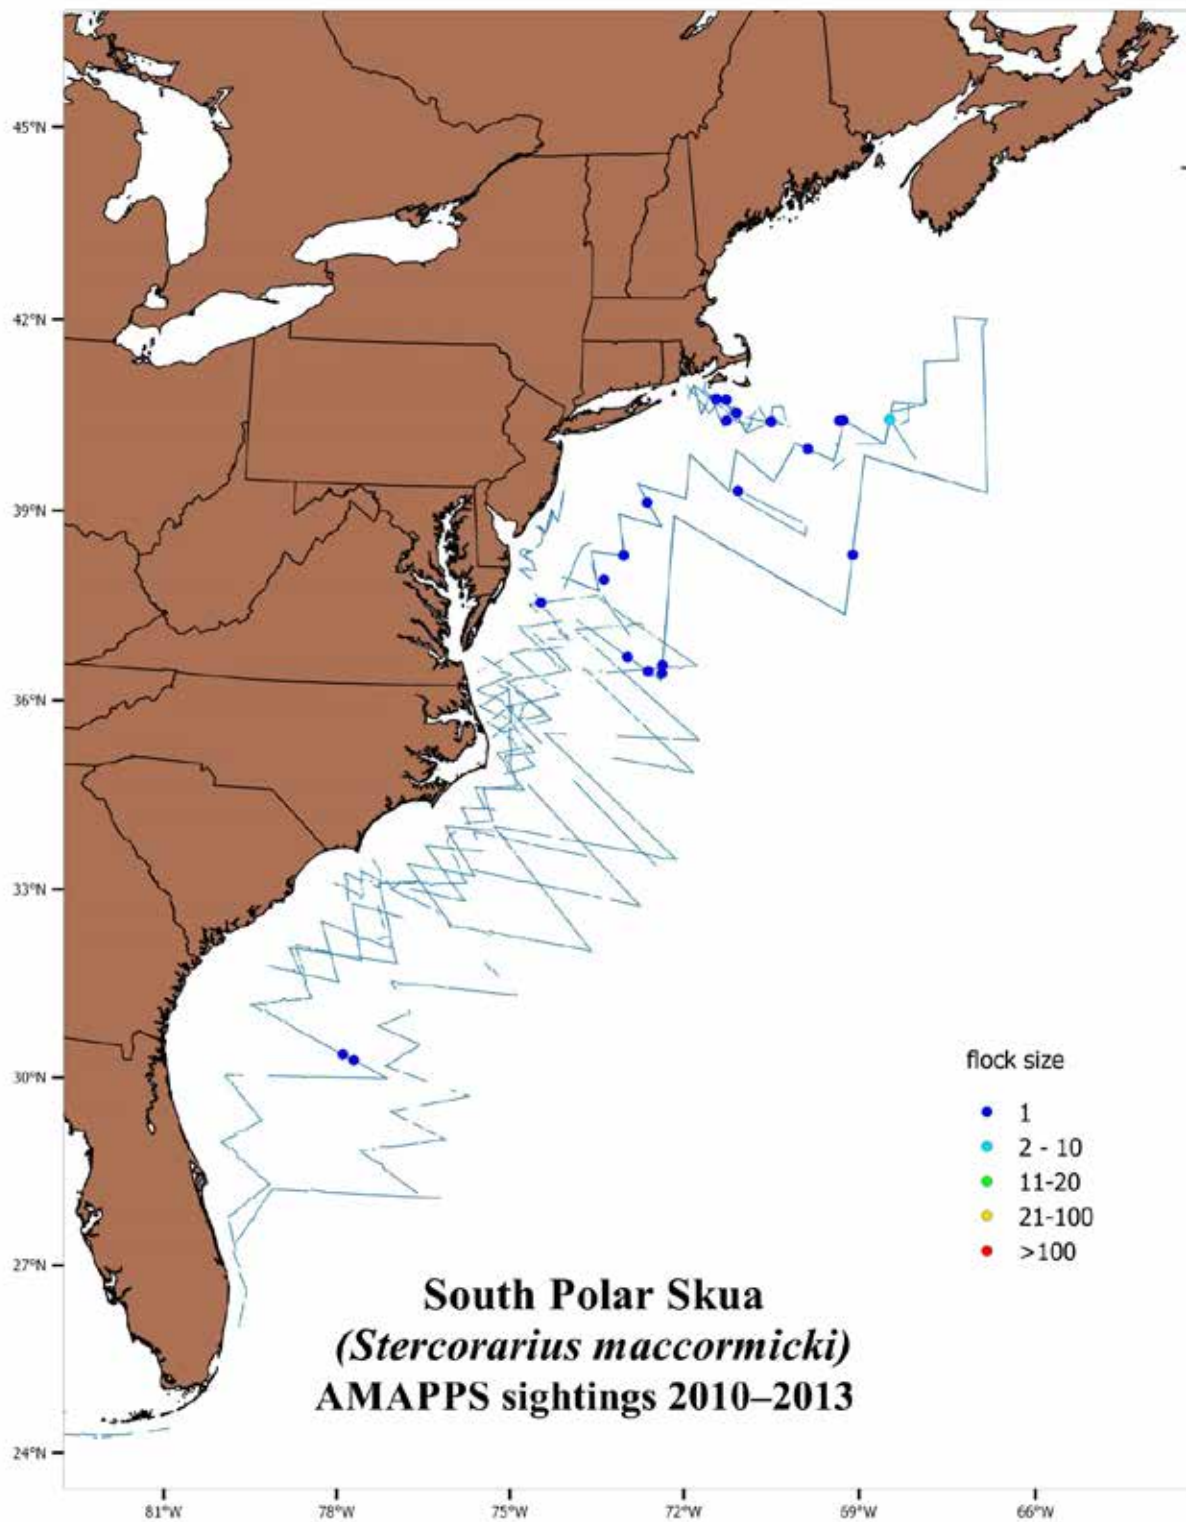 45°N
42°N
39°N
36°N
33°N
30°N
27°N
24°N
flock size
1
2 - 10
11-20
21-100
>100
South Polar Skua
(Stercorarius maccormicki)
AMAPPS sightings 2010–2013
81°W 78°W 75°W 72°W 69°W 66°W